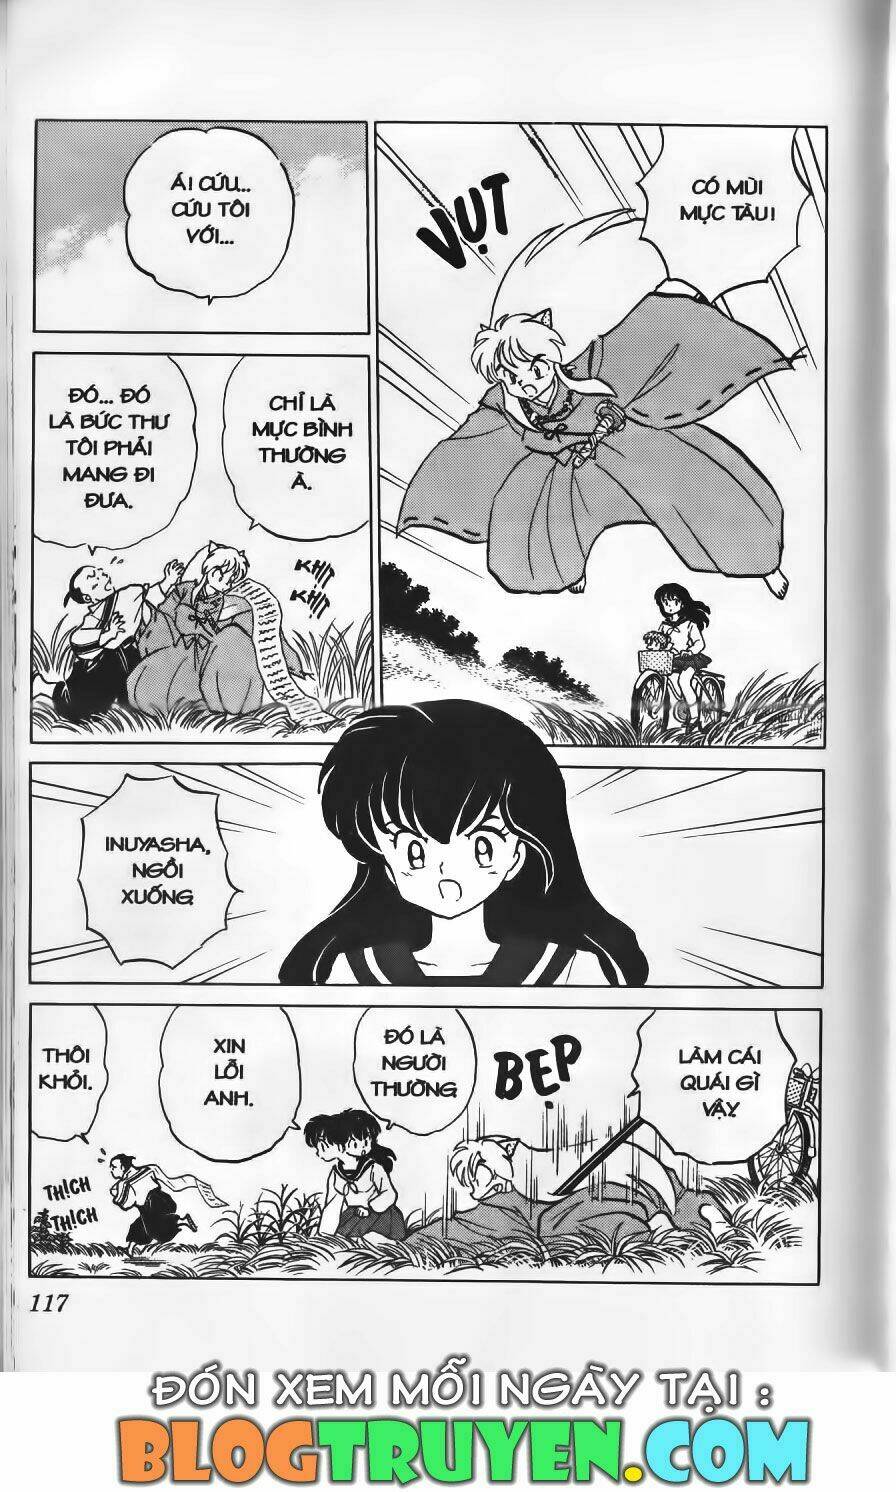 CÓ MÙI
MỰC TÀU!
VỤT
ÁI CỨU...
CỨU TÔI
VỚI...
CHỈ LÀ
MỰC BÌNH
THƯỜNG
À.
KHỊT
KHỊT
ĐÓ... ĐÓ
LÀ BỨC THƯ
TÔI PHẢI
MANG ĐI
ĐƯA.
INUYASHA,
NGỒI
XUỐNG
LÀM CÁI
QUÁI GÌ
VẬY
BẸP
ĐÓ LÀ
NGƯỜI
THƯỜNG
XIN
LỖI
ANH.
THÔI
KHỎI.
THỊCH
THỊCH
117
ĐÓN XEM MỖI NGÀY TẠI :
BLOGTRUYEN.COM